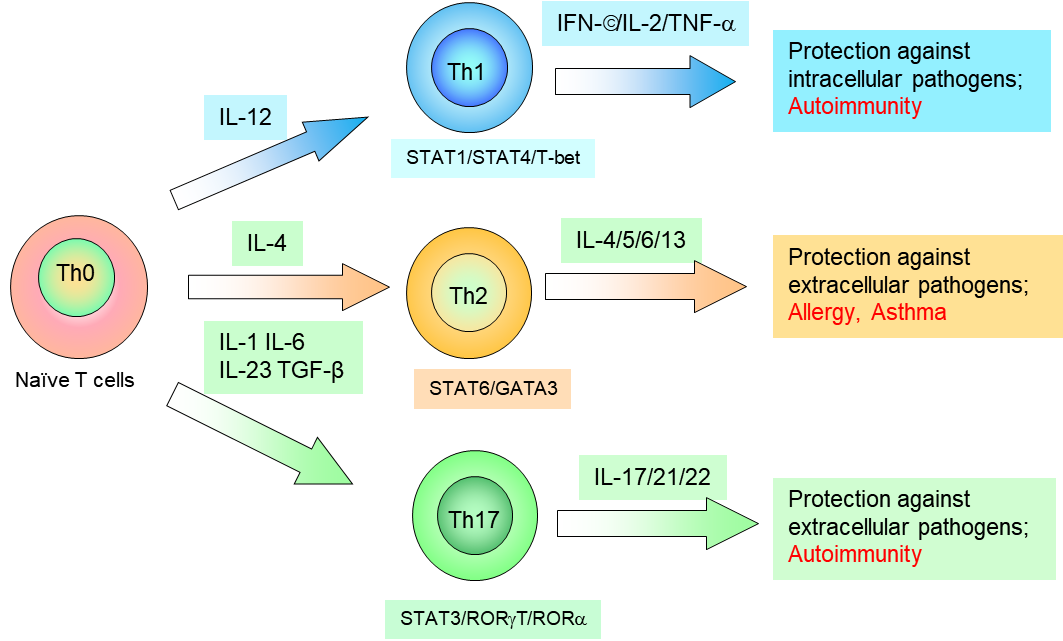 IFN-©/IL-2/TNF-α
Th1
Protection against
intracellular pathogens;
Autoimmunity
IL-12
STAT1/STAT4/T-bet
IL-4
IL-4/5/6/13
Th0
Th2
Protection against
extracellular pathogens;
Allergy, Asthma
IL-1 IL-6
IL-23 TGF-β
Naïve T cells
STAT6/GATA3
IL-17/21/22
Th17
Protection against
extracellular pathogens;
Autoimmunity
STAT3/RORγT/RORα